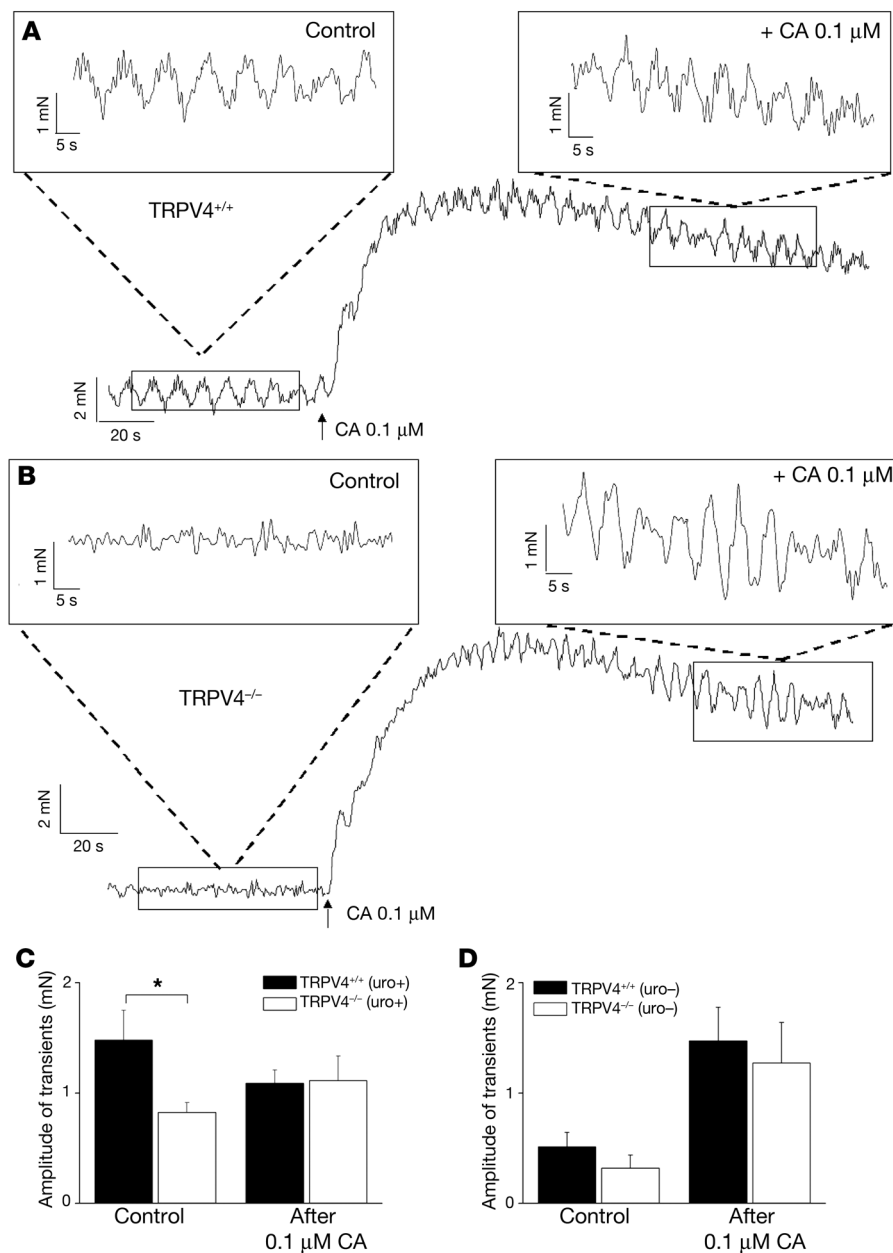 A
Control
+ CA 0.1 μM
1 mN
5 s
1 mN
5 s
TRPV4+/+
2 mN
20 s
CA 0.1 μM
B
Control
+ CA 0.1 μM
1 mN
5 s
1 mN
5 s
TRPV4–/–
2 mN
20 s
CA 0.1 μM
C
Amplitude of transients (mN)
2
1
0
*
TRPV4+/+ (uro+)
TRPV4–/– (uro+)
Control
After
0.1 μM CA
D
Amplitude of transients (mN)
2
1
0
TRPV4+/+ (uro–)
TRPV4–/– (uro–)
Control
After
0.1 μM CA